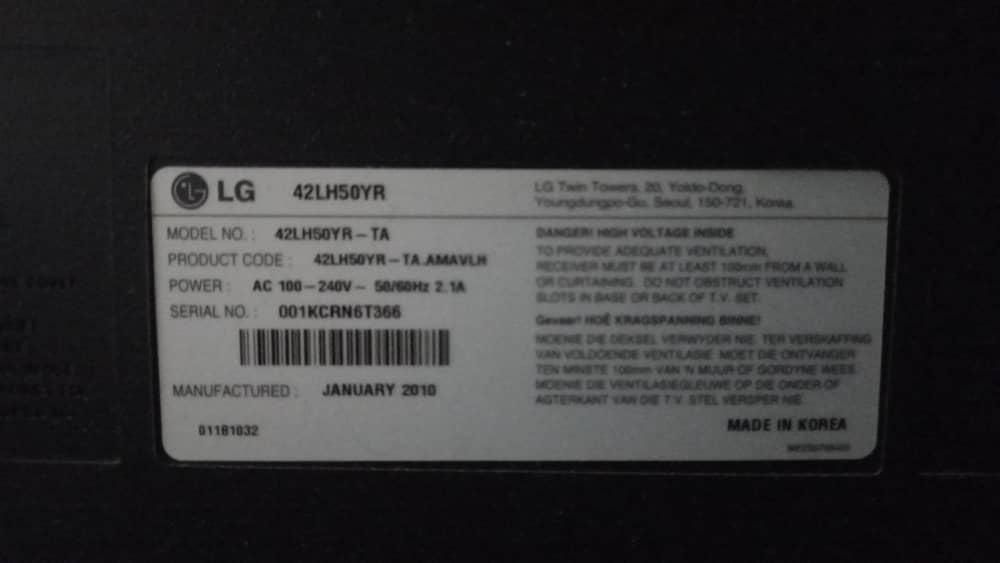 LG 42LH50YR
LG Twin Towers, 20, Yoido-Dong,
Youngdungpo-Gu, Seoul, 150-721, Korea
MODEL NO. : 42LH50YR-TA
PRODUCT CODE : 42LH50YR-TA.AMAVLH
POWER : AC 100-240V~ 50/60Hz 2.1A
SERIAL NO. : 001KCRN6T366
MANUFACTURED : JANUARY 2010
01181032
DANGER! HIGH VOLTAGE INSIDE
TO PROVIDE ADEQUATE VENTILATION,
RECEIVER MUST BE AT LEAST 100mm FROM A WALL
OR CURTAINING. DO NOT OBSTRUCT VENTILATION
SLOTS IN BASE OR BACK OF T.V. SET.
Gevaar! HOË KRAGSPANNING BINNE!
MOENIE DIE DEKSEL VERWYDER NIE. TER VERSKAFFING
VAN VOLDOENDE VENTILASIE MOET DIE ONTVANGER
TEN MINSTE 100mm VAN 'N MUUR OF GORDYNE WEES.
MOENIE DIE VENTILASIEGLEUWE OP DIE ONDER OF
AGTERKANT VAN DIE T.V. STEL VERSPER NIE.
MADE IN KOREA